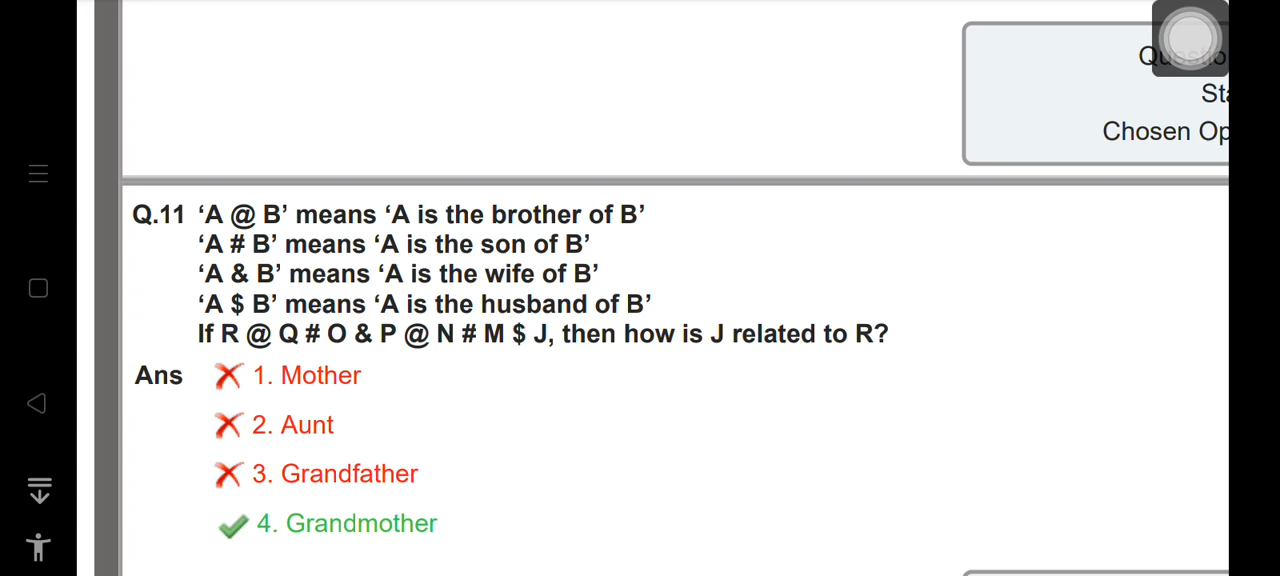 Sta
Chosen Op
Q.11 ‘A @ B’ means ‘A is the brother of B’
‘A # B’ means ‘A is the son of B’
‘A & B’ means ‘A is the wife of B’
‘A $ B’ means ‘A is the husband of B’
If R @ Q # O & P @ N # M $ J, then how is J related to R?
Ans 1. Mother
2. Aunt
3. Grandfather
4. Grandmother